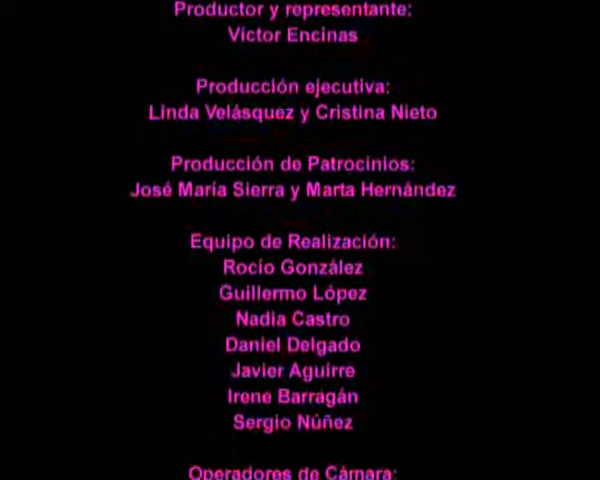 Productor y representante:
Víctor Encinas
Producción ejecutiva:
Linda Velásquez y Cristina Nieto
Producción de Patrocinios:
José María Sierra y Marta Hernández
Equipo de Realización:
Rocío González
Guillermo López
Nadia Castro
Daniel Delgado
Javier Aguirre
Irene Barragán
Sergio Núñez
Operadores de Cámara: